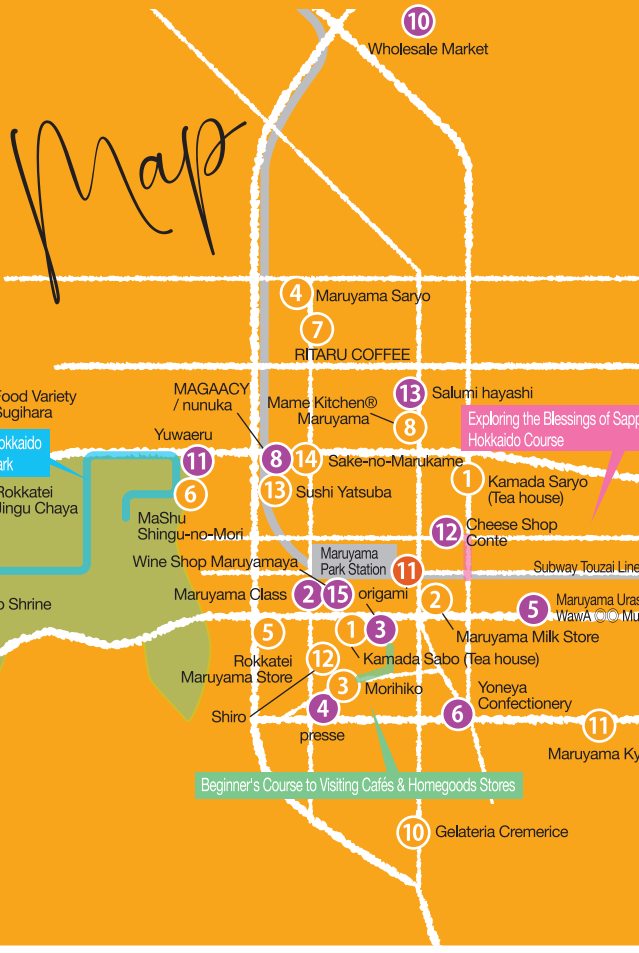 10
Wholesale Market
Map
4
Maruyama Saryo
7
RITARU COFFEE
Food Variety
Sugihara
MAGAACY
/ nunuka
Mame Kitchen®
Maruyama
13
Salumi hayashi
8
Exploring the Blessings of
Hokkaido Course
Yuwaeru
11
8
14
Sake-no-Marukame
Rokkatei
Jingu Chaya
6
13
Sushi Yatsuba
1
Kamada Saryo
(Tea house)
MaShu
Shingu-no-Mori
12
Cheese Shop
Conte
Wine Shop Maruyamaya
Maruyama
Park Station
11
Subway Touzai Line
Maruyama Class
2
15
origami
2
5
Maruyama
WawA ◎◎
Shrine
5
1
3
Maruyama Milk Store
Rokkatei
Maruyama Store
12
Kamada Sabo (Tea house)
3
Morihiko
Shiro
4
presse
6
Yoneya
Confectionery
11
Maruyama
Beginner's Course to Visiting Cafés & Homegoods Stores
10
Gelateria Cremerice